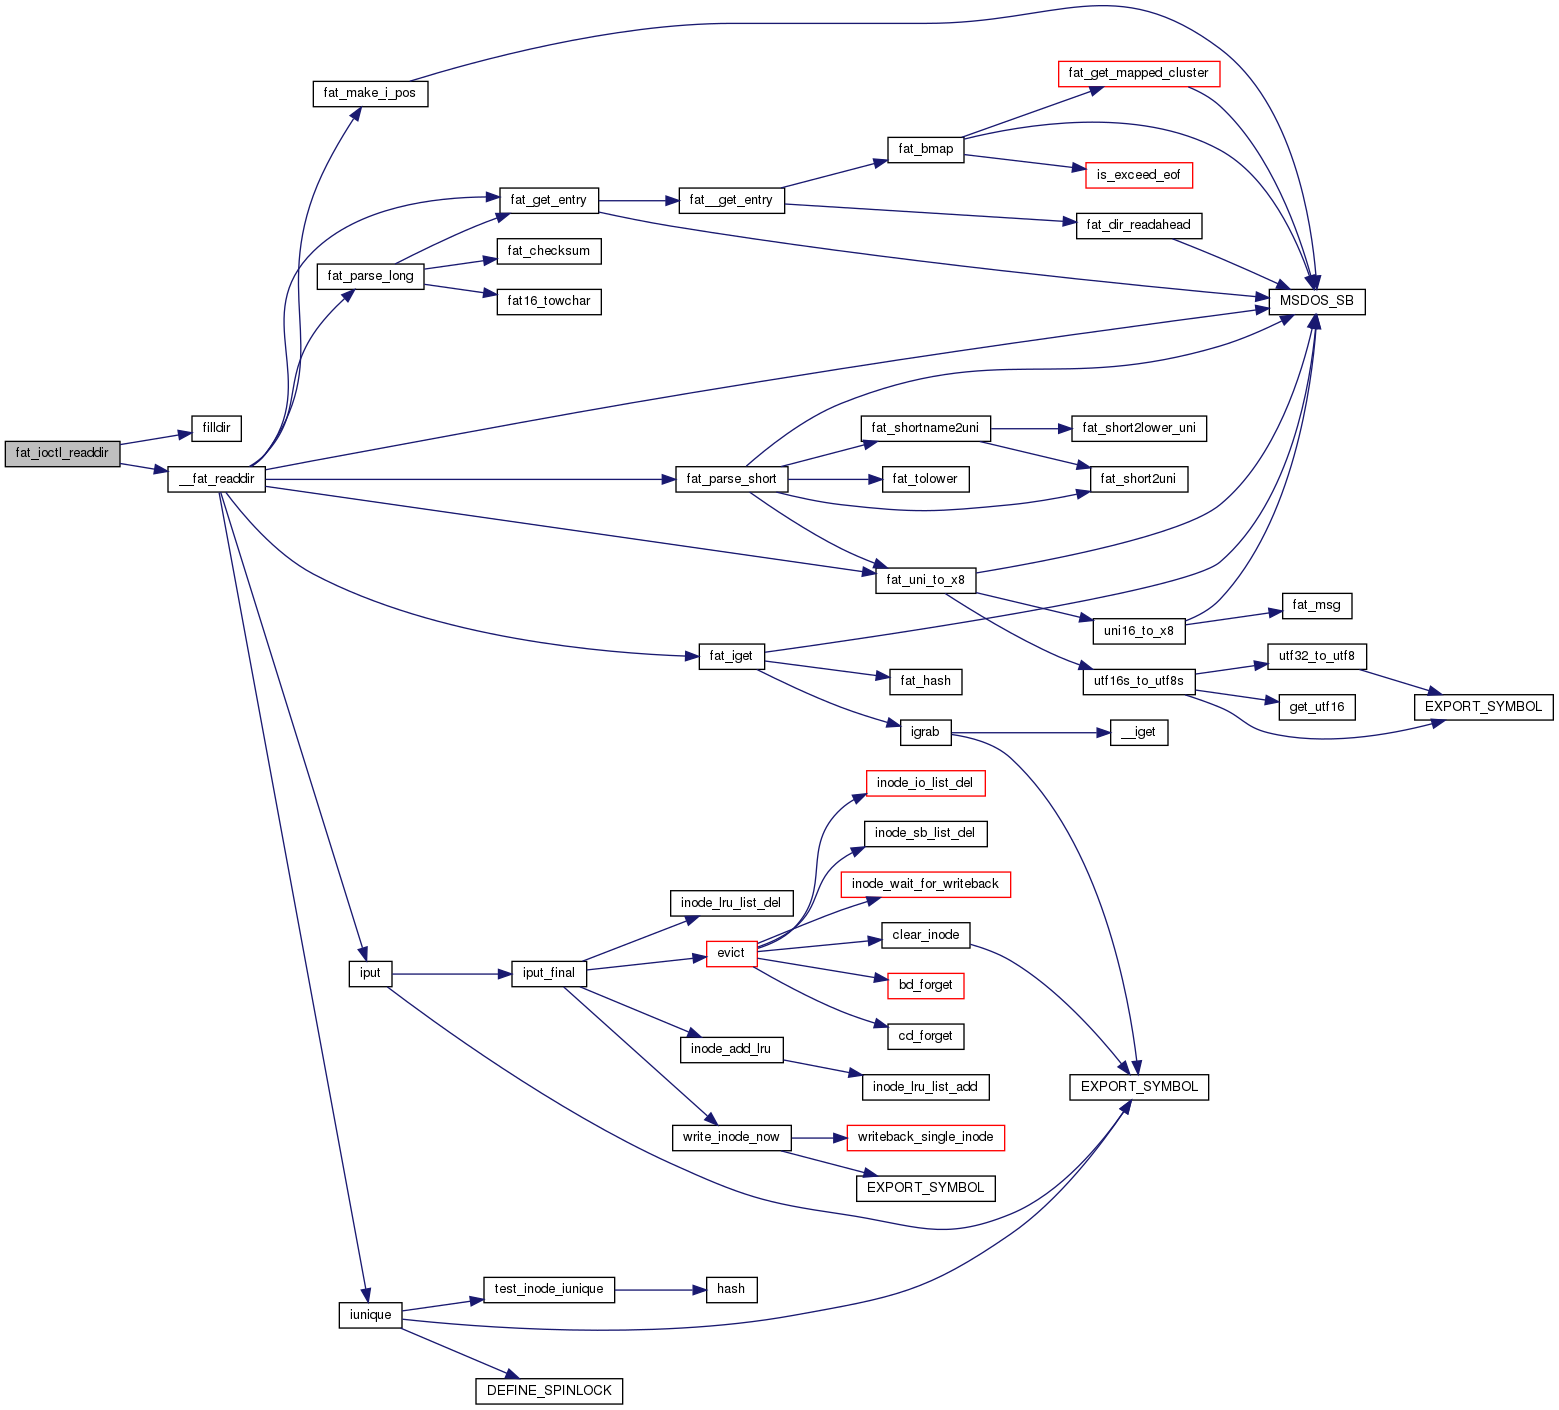 fat_make_i_pos
fat_get_mapped_cluster
fat_bmap
is_exceed_eof
fat_get_entry
fat__get_entry
fat_dir_readahead
fat_checksum
fat_parse_long
fat16_towchar
MSDOS_SB
filldir
fat_ioctl_readdir
__fat_readdir
fat_shortname2uni
fat_short2lower_uni
fat_parse_short
fat_tolower
fat_short2uni
fat_uni_to_x8
fat_msg
uni16_to_x8
fat_iget
utf32_to_utf8
fat_hash
utf16s_to_utf8s
get_utf16
EXPORT_SYMBOL
igrab
__iget
inode_io_list_del
inode_sb_list_del
inode_wait_for_writeback
inode_lru_list_del
clear_inode
evict
iput
iput_final
bd_forget
cd_forget
inode_add_lru
inode_lru_list_add
EXPORT_SYMBOL
write_inode_now
writeback_single_inode
EXPORT_SYMBOL
test_inode_iunique
hash
iunique
DEFINE_SPINLOCK